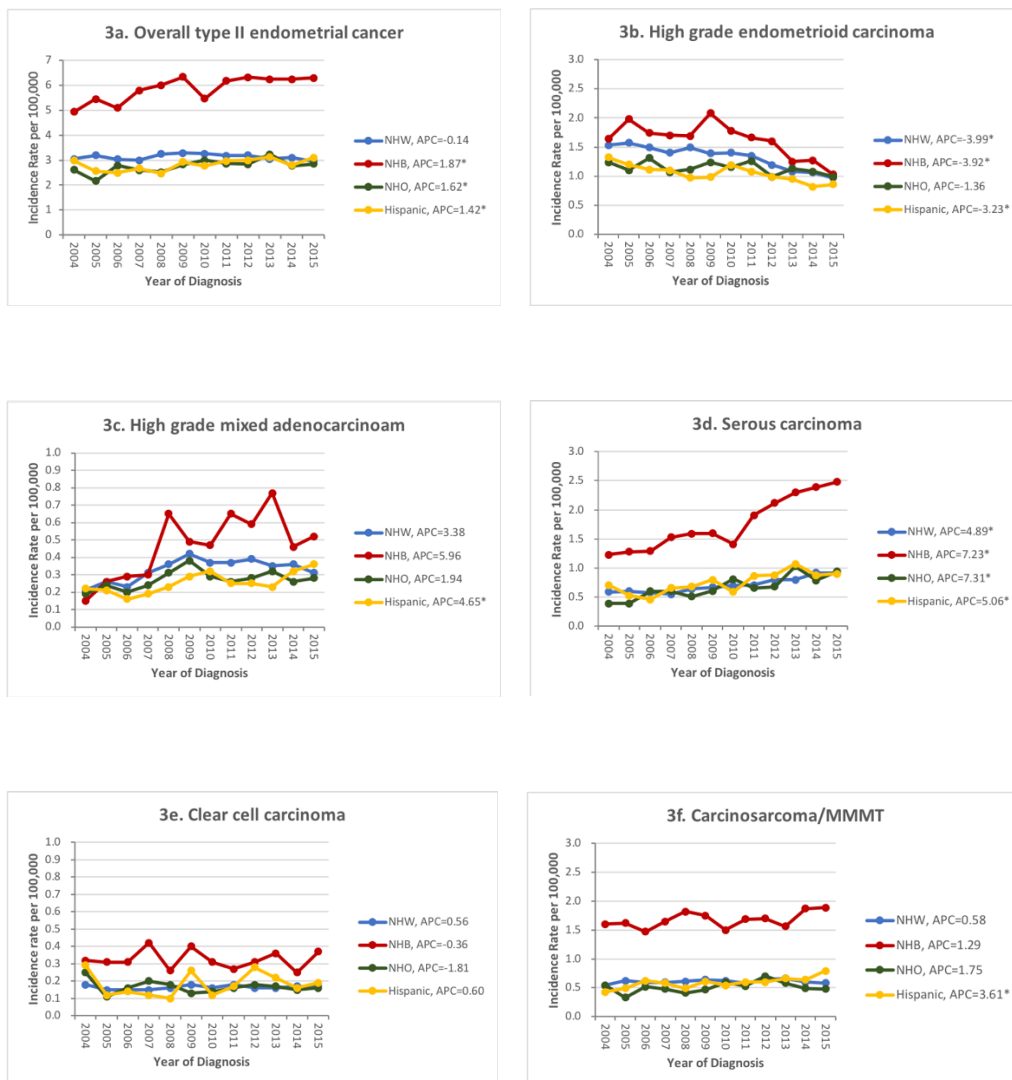 3a. Overall type II endometrial cancer
Incidence Rate per 100,000
7
6
5
4
3
2
1
0
2004
2005
2006
2007
2008
2009
2010
2011
2012
2013
2014
2015
Year of Diagnosis
NHW, APC=-0.14
NHB, APC=1.87*
NHO, APC=1.62*
Hispanic, APC=1.42*
3b. High grade endometrioid carcinoma
Incidence Rate per 100,000
3.0
2.5
2.0
1.5
1.0
0.5
0.0
2004
2005
2006
2007
2008
2009
2010
2011
2012
2013
2014
2015
Year of Diagnosis
NHW, APC=-3.99*
NHB, APC=-3.92*
NHO, APC=-1.36
Hispanic, APC=-3.23*
3c. High grade mixed adenocarcinoam
Incidence Rate per 100,000
1.0
0.9
0.8
0.7
0.6
0.5
0.4
0.3
0.2
0.1
0.0
2004
2005
2006
2007
2008
2009
2010
2011
2012
2013
2014
2015
Year of Diagnosis
NHW, APC=3.38
NHB, APC=5.96
NHO, APC=1.94
Hispanic, APC=4.65*
3d. Serous carcinoma
Incidence Rate per 100,000
3.0
2.5
2.0
1.5
1.0
0.5
0.0
2004
2005
2006
2007
2008
2009
2010
2011
2012
2013
2014
2015
Year of Diagnosis
NHW, APC=4.89*
NHB, APC=7.23*
NHO, APC=7.31*
Hispanic, APC=5.06*
3e. Clear cell carcinoma
Incidence rate per 100,000
1.0
0.9
0.8
0.7
0.6
0.5
0.4
0.3
0.2
0.1
0.0
2004
2005
2006
2007
2008
2009
2010
2011
2012
2013
2014
2015
Year of Diagnosis
NHW, APC=0.56
NHB, APC=-0.36
NHO, APC=-1.81
Hispanic, APC=0.60
3f. Carcinosarcoma/MMMT
Incidence Rate per 100,000
3.0
2.5
2.0
1.5
1.0
0.5
0.0
2004
2005
2006
2007
2008
2009
2010
2011
2012
2013
2014
2015
Year of Diagnosis
NHW, APC=0.58
NHB, APC=1.29
NHO, APC=1.75
Hispanic, APC=3.61*